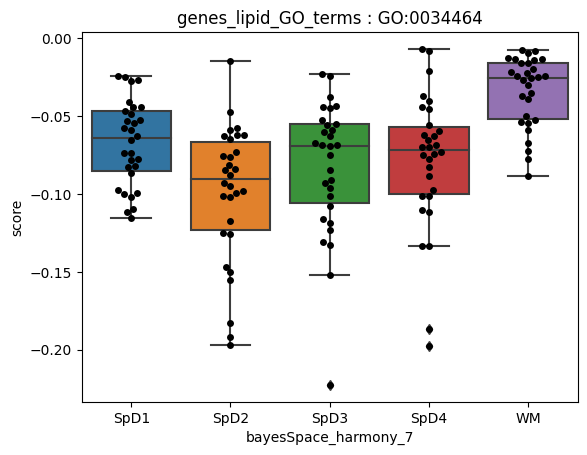 genes_lipid_GO_terms : GO:0034464
0.00
−0.05
−0.10
−0.15
−0.20
score
SpD1 SpD2 SpD3 SpD4 WM
bayesSpace_harmony_7